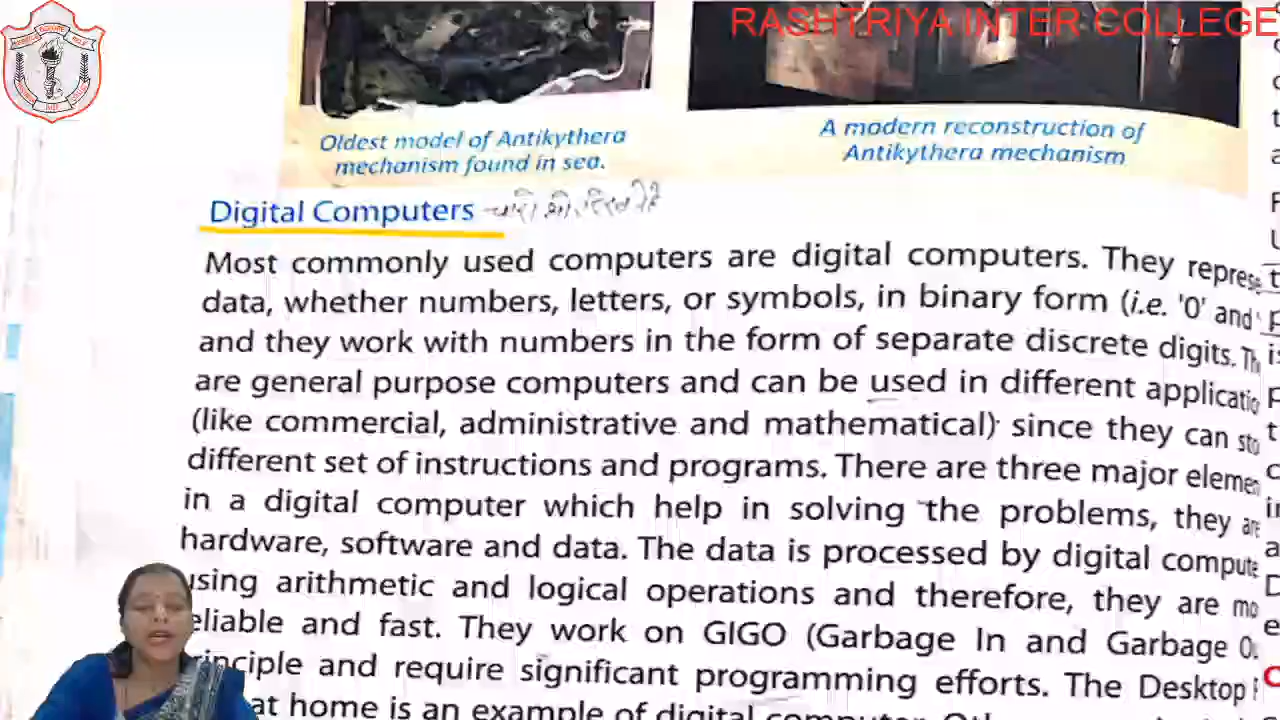 RASHTRIYA INTER COLLEGE
Oldest model of Antikythera
mechanism found in sea.
A modern reconstruction of
Antikythera mechanism
Digital Computers
Most commonly used computers are digital computers. They
data, whether numbers, letters, or symbols, in binary form (i.e. '0' and
and they work with numbers in the form of separate discrete digits.
are general purpose computers and can be used in different
(like commercial, administrative and mathematical) since they can
different set of instructions and programs. There are three major
in a digital computer which help in solving the problems, they are
hardware, software and data. The data is processed by digital
using arithmetic and logical operations and therefore, they are
reliable and fast. They work on GIGO (Garbage In and Garbage
principle and require significant programming efforts. The Desktop
at home is an example of digital computer.